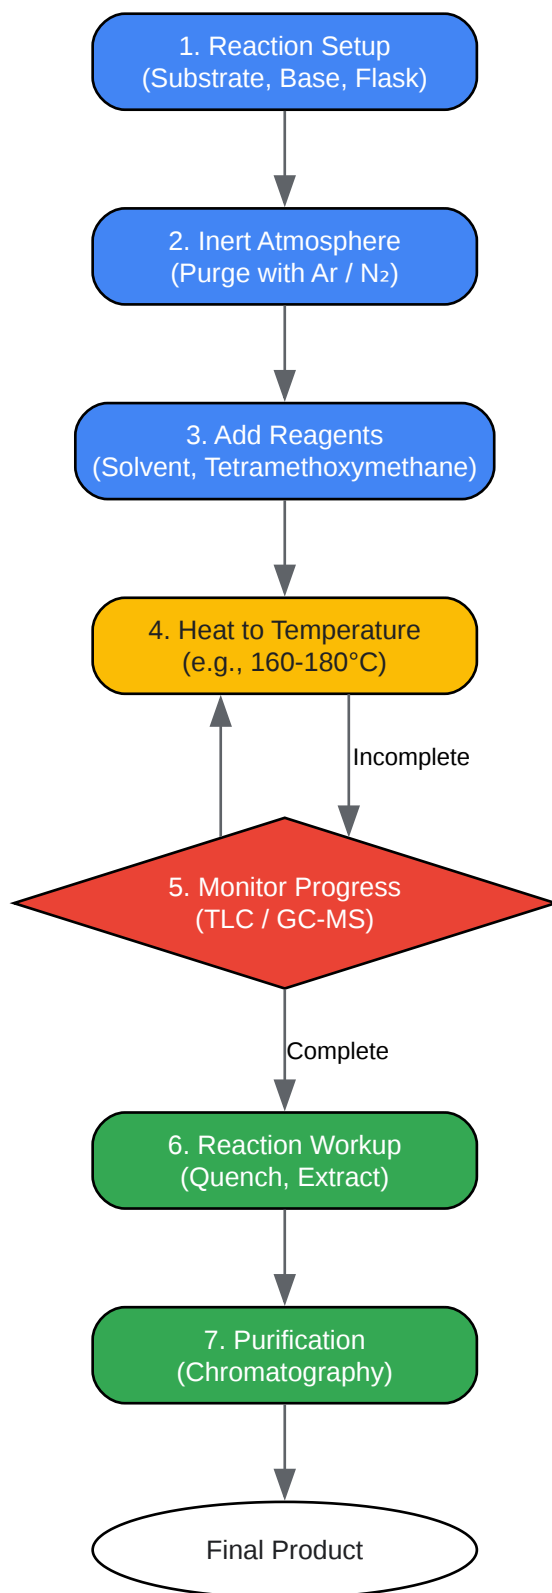 1. Reaction Setup
(Substrate, Base, Flask)
2. Inert Atmosphere
(Purge with Ar / N₂)
3. Add Reagents
(Solvent, Tetramethoxymethane)
4. Heat to Temperature
(e.g., 160-180°C)
Incomplete
5. Monitor Progress
(TLC / GC-MS)
Complete
6. Reaction Workup
(Quench, Extract)
7. Purification
(Chromatography)
Final Product